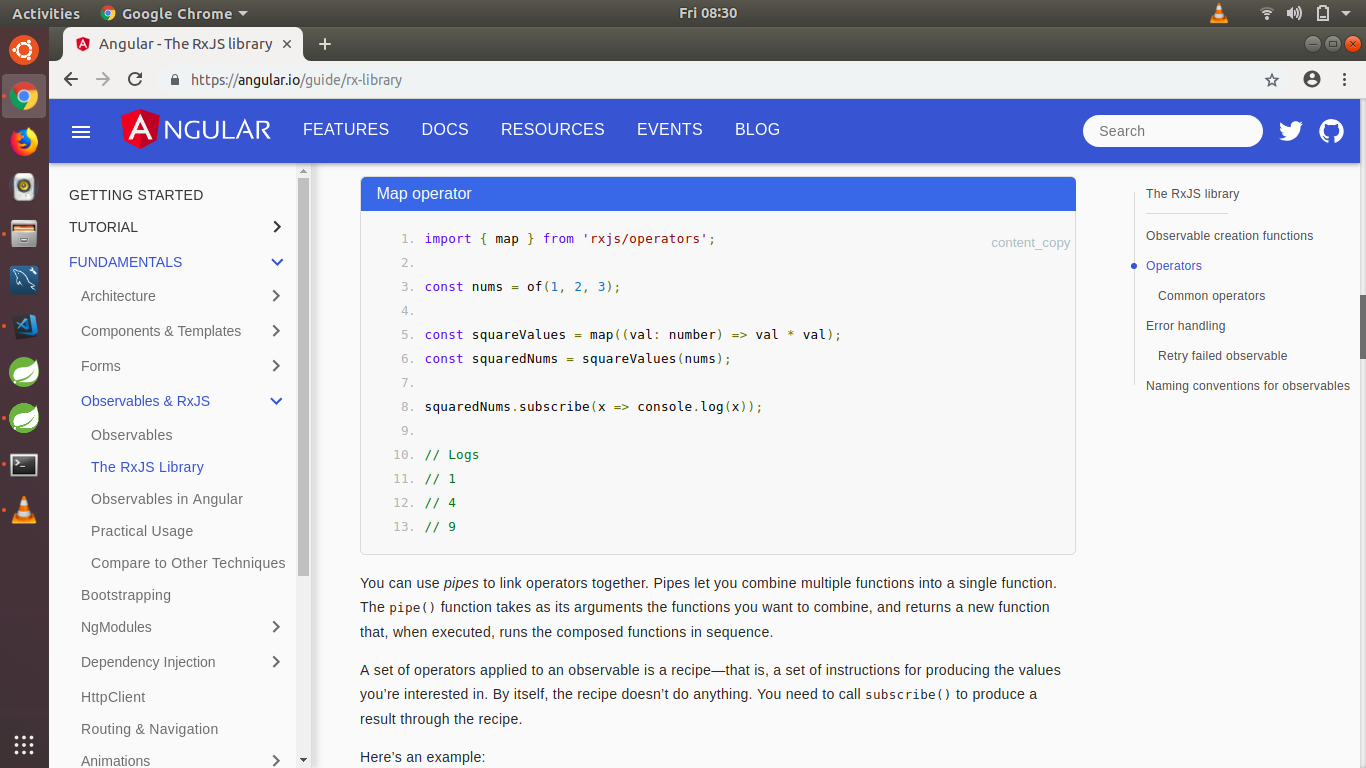 Activities
Google Chrome
Fri 08:30
Angular - The RxJS library
https://angular.io/guide/rx-library
ANGULAR
FEATURES
DOCS
RESOURCES
EVENTS
BLOG
Search
GETTING STARTED
TUTORIAL
FUNDAMENTALS
Architecture
Components & Templates
Forms
Observables & RxJS
Observables
The RxJS Library
Observables in Angular
Practical Usage
Compare to Other Techniques
Bootstrapping
NgModules
Dependency Injection
HttpClient
Routing & Navigation
Animations
Map operator
content_copy
1. import { map } from 'rxjs/operators';
2.
3. const nums = of(1, 2, 3);
4.
5. const squareValues = map((val: number) => val * val);
6. const squaredNums = squareValues(nums);
7.
8. squaredNums.subscribe(x => console.log(x));
9.
10. // Logs
11. // 1
12. // 4
13. // 9
You can use pipes to link operators together. Pipes let you combine multiple functions into a single function.
The pipe() function takes as its arguments the functions you want to combine, and returns a new function
that, when executed, runs the composed functions in sequence.
A set of operators applied to an observable is a recipe—that is, a set of instructions for producing the values
you’re interested in. By itself, the recipe doesn’t do anything. You need to call subscribe() to produce a
result through the recipe.
Here’s an example:
The RxJS library
Observable creation functions
Operators
Common operators
Error handling
Retry failed observable
Naming conventions for observables